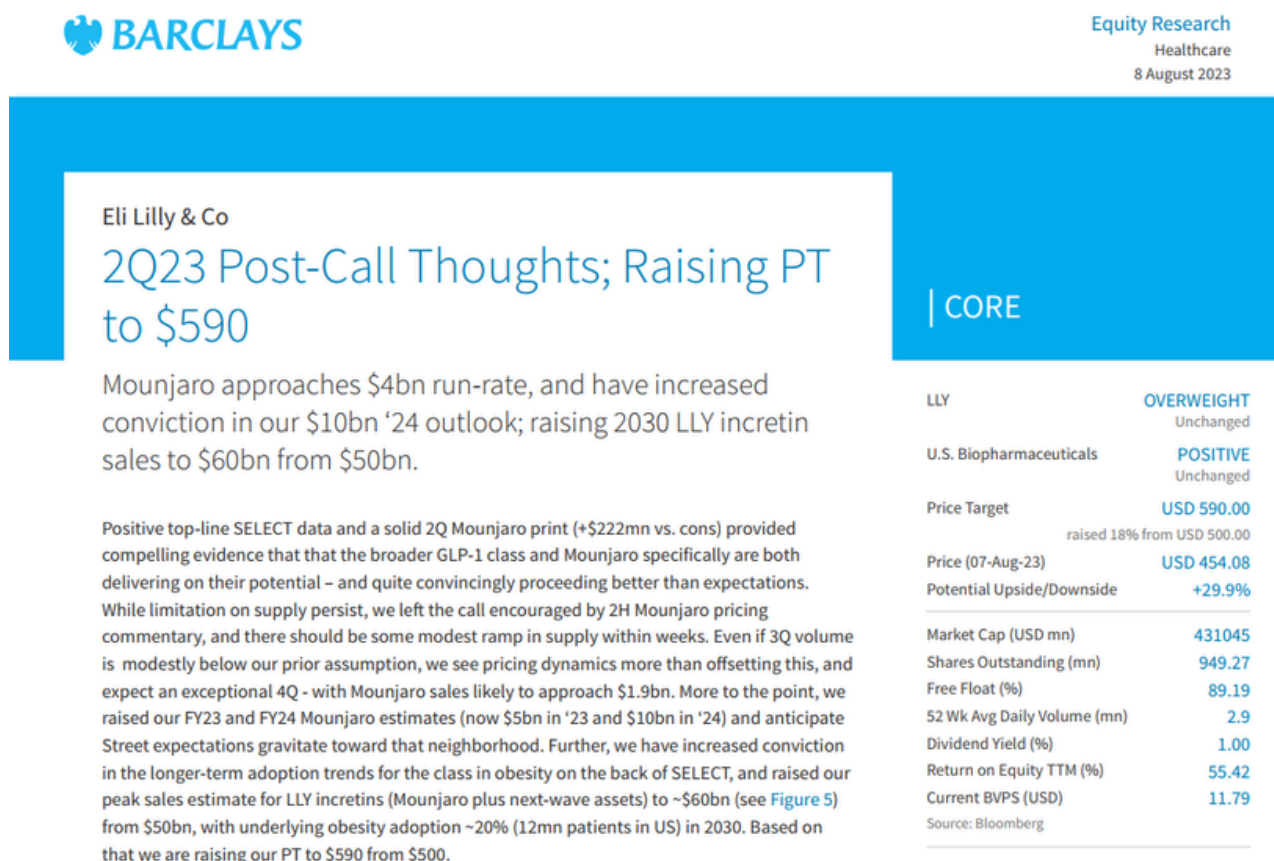 BARCLAYS
Equity Research
Healthcare
8 August 2023
Eli Lilly & Co
2Q23 Post-Call Thoughts; Raising PT
to $590
Mounjaro approaches $4bn run-rate, and have increased
conviction in our $10bn ‘24 outlook; raising 2030 LLY incretin
sales to $60bn from $50bn.
Positive top-line SELECT data and a solid 2Q Mounjaro print (+$222mn vs. cons) provided
compelling evidence that that the broader GLP-1 class and Mounjaro specifically are both
delivering on their potential – and quite convincingly proceeding better than expectations.
While limitation on supply persist, we left the call encouraged by 2H Mounjaro pricing
commentary, and there should be some modest ramp in supply within weeks. Even if 3Q volume
is modestly below our prior assumption, we see pricing dynamics more than offsetting this, and
expect an exceptional 4Q - with Mounjaro sales likely to approach $1.9bn. More to the point, we
raised our FY23 and FY24 Mounjaro estimates (now $5bn in ‘23 and $10bn in ‘24) and anticipate
Street expectations gravitate toward that neighborhood. Further, we have increased conviction
in the longer-term adoption trends for the class in obesity on the back of SELECT, and raised our
peak sales estimate for LLY incretins (Mounjaro plus next-wave assets) to ~$60bn (see Figure 5)
from $50bn, with underlying obesity adoption ~20% (12mn patients in US) in 2030. Based on
that we are raising our PT to $590 from $500.
| CORE
LLY OVERWEIGHT
Unchanged
U.S. Biopharmaceuticals POSITIVE
Unchanged
Price Target USD 590.00
raised 18% from USD 500.00
Price (07-Aug-23) USD 454.08
Potential Upside/Downside +29.9%
Market Cap (USD mn) 431045
Shares Outstanding (mn) 949.27
Free Float (%) 89.19
52 Wk Avg Daily Volume (mn) 2.9
Dividend Yield (%) 1.00
Return on Equity TTM (%) 55.42
Current BVPS (USD) 11.79
Source: Bloomberg